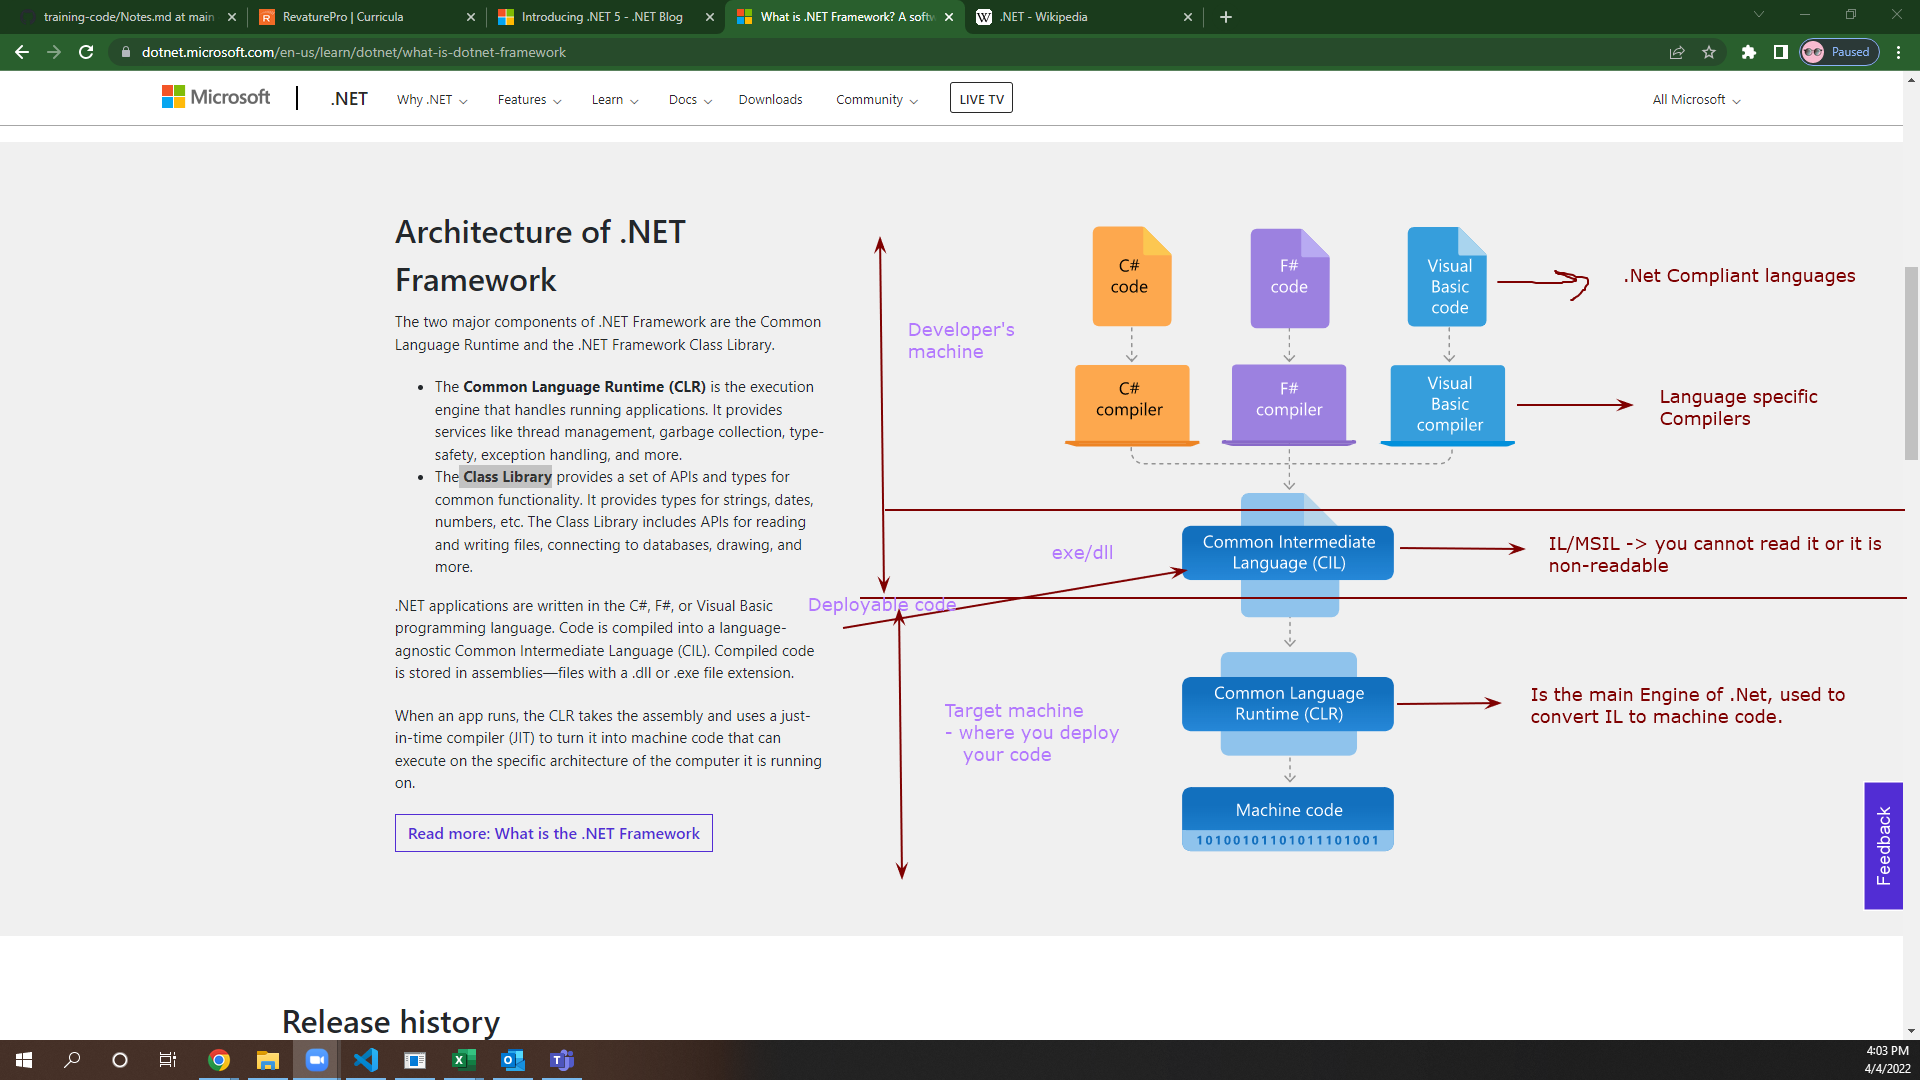 training-code/Notes.md at main
RevaturePro | Curricula
Introducing .NET 5 - .NET Blog
What is .NET Framework? A softw
.NET - Wikipedia
dotnet.microsoft.com/en-us/learn/dotnet/what-is-dotnet-framework
Paused
Microsoft
.NET
Why .NET
Features
Learn
Docs
Downloads
Community
LIVE TV
All Microsoft
Architecture of .NET
Framework
The two major components of .NET Framework are the Common
Language Runtime and the .NET Framework Class Library.
The Common Language Runtime (CLR) is the execution
engine that handles running applications. It provides
services like thread management, garbage collection, type-
safety, exception handling, and more.
The Class Library provides a set of APIs and types for
common functionality. It provides types for strings, dates,
numbers, etc. The Class Library includes APIs for reading
and writing files, connecting to databases, drawing, and
more.
.NET applications are written in the C#, F#, or Visual Basic
programming language. Code is compiled into a language-
agnostic Common Intermediate Language (CIL). Compiled code
is stored in assemblies—files with a .dll or .exe file extension.
When an app runs, the CLR takes the assembly and uses a just-
in-time compiler (JIT) to turn it into machine code that can
execute on the specific architecture of the computer it is running
on.
Read more: What is the .NET Framework
Developer's
machine
C#
code
F#
code
Visual
Basic
code
.Net Compliant languages
C#
compiler
F#
compiler
Visual
Basic
compiler
Language specific
Compilers
exe/dll
Common Intermediate
Language (CIL)
IL/MSIL -> you cannot read it or it is
non-readable
Deployable code
Target machine
- where you deploy
your code
Common Language
Runtime (CLR)
Is the main Engine of .Net, used to
convert IL to machine code.
Machine code
10100101101011101001
Feedback
Release history
4:03 PM
4/4/2022